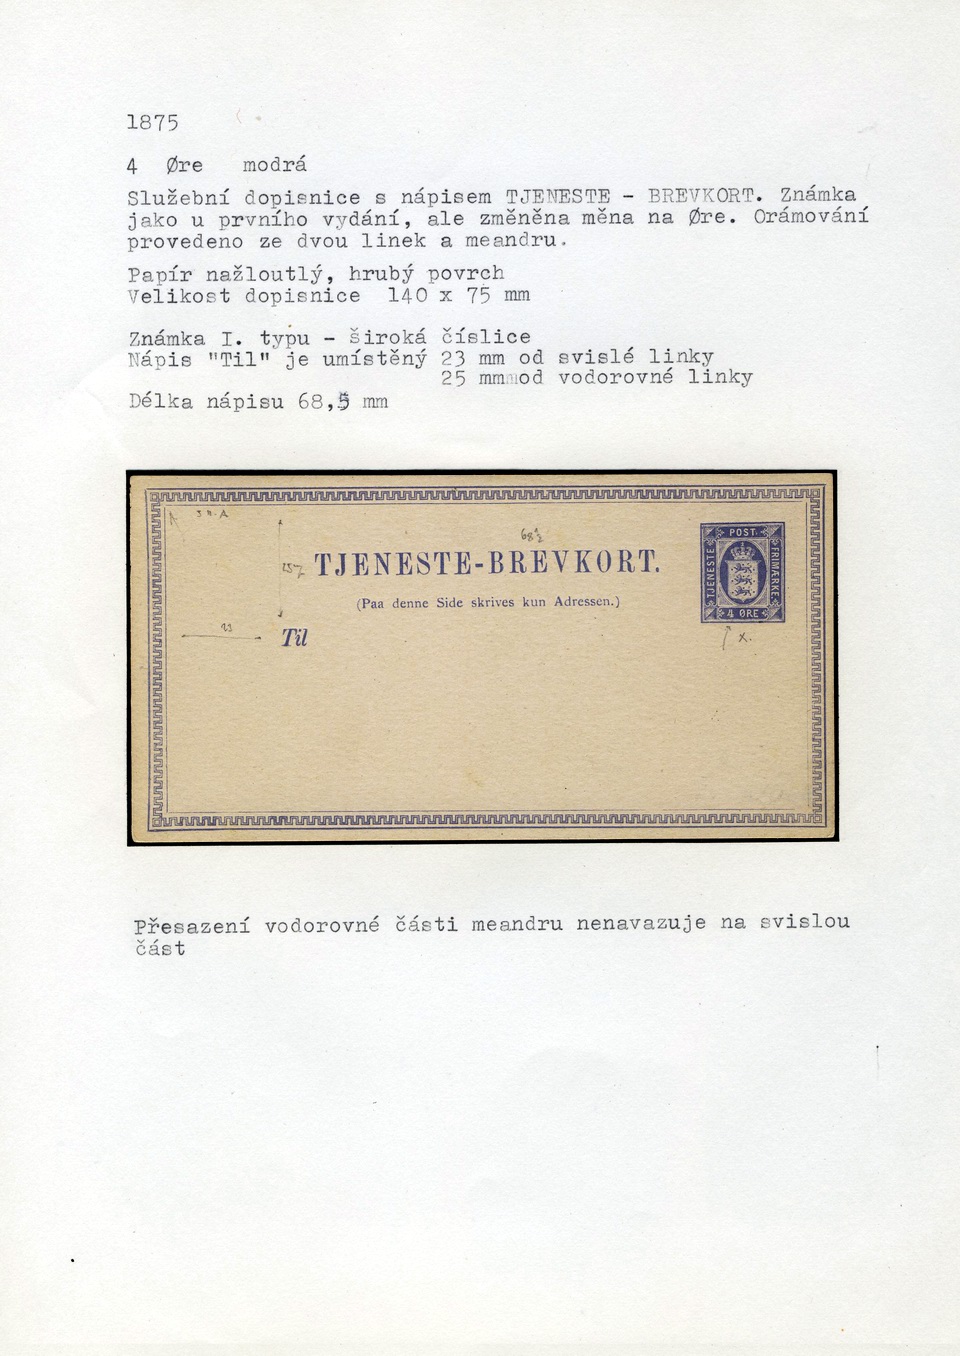 1875
4 Øre modrá
Služební dopisnice s nápisem TJENESTE - BREVKORT. Známka
jako u prvního vydání, ale změněna měna na Øre. Orámování
provedeno ze dvou linek a meandru.
Papír nažloutlý, hrubý povrch
Velikost dopisnice 140 x 75 mm
Známka I. typu - široká číslice
Nápis "Til" je umístěný 23 mm od svislé linky
25 mm od vodorovné linky
Délka nápisu 68,5 mm
68½
POST.
TJENESTE
FRIMÆRKE
4 ØRE
TJENESTE-BREVKORT.
(Paa denne Side skrives kun Adressen.)
23
Til
x.
Přesazení vodorovné části meandru nenavazuje na svislou
část